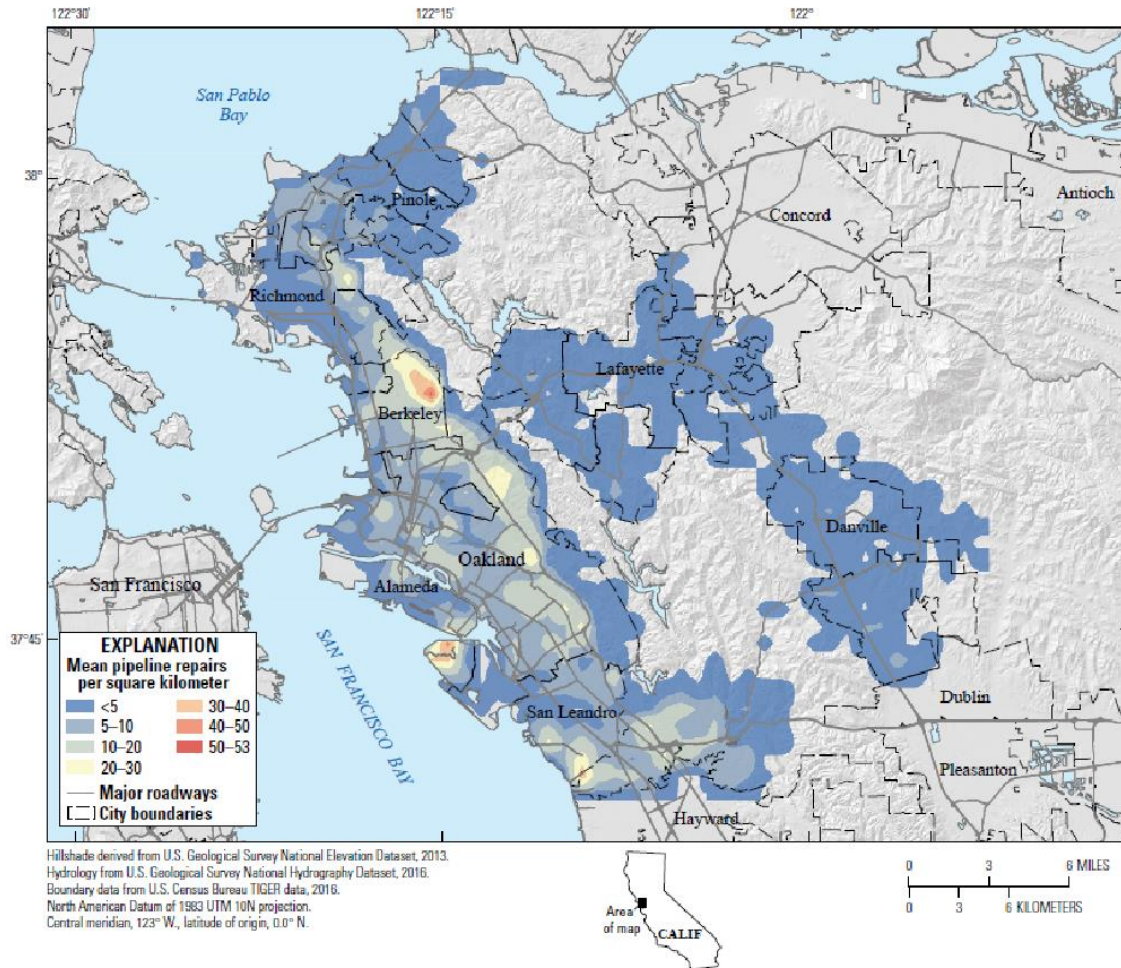 122°30'
122°15'
122°
San Pablo
Bay
38°
Pinole
Concord
Antioch
Richmond
Lafayette
Berkeley
Danville
Oakland
San Francisco
Alameda
37°45'
SAN FRANCISCO BAY
San Leandro
Dublin
Pleasanton
Hayward
EXPLANATION
Mean pipeline repairs
per square kilometer
<5
5–10
10–20
20–30
30–40
40–50
50–53
Major roadways
City boundaries
Hillshade derived from U.S. Geological Survey National Elevation Dataset, 2013.
Hydrology from U.S. Geological Survey National Hydrography Dataset, 2016.
Boundary data from U.S. Census Bureau TIGER data, 2016.
North American Datum of 1983 UTM 10N projection.
Central meridian, 123° W., latitude of origin, 0.0° N.
Area
of map
CALIF
0 3 6 MILES
0 3 6 KILOMETERS